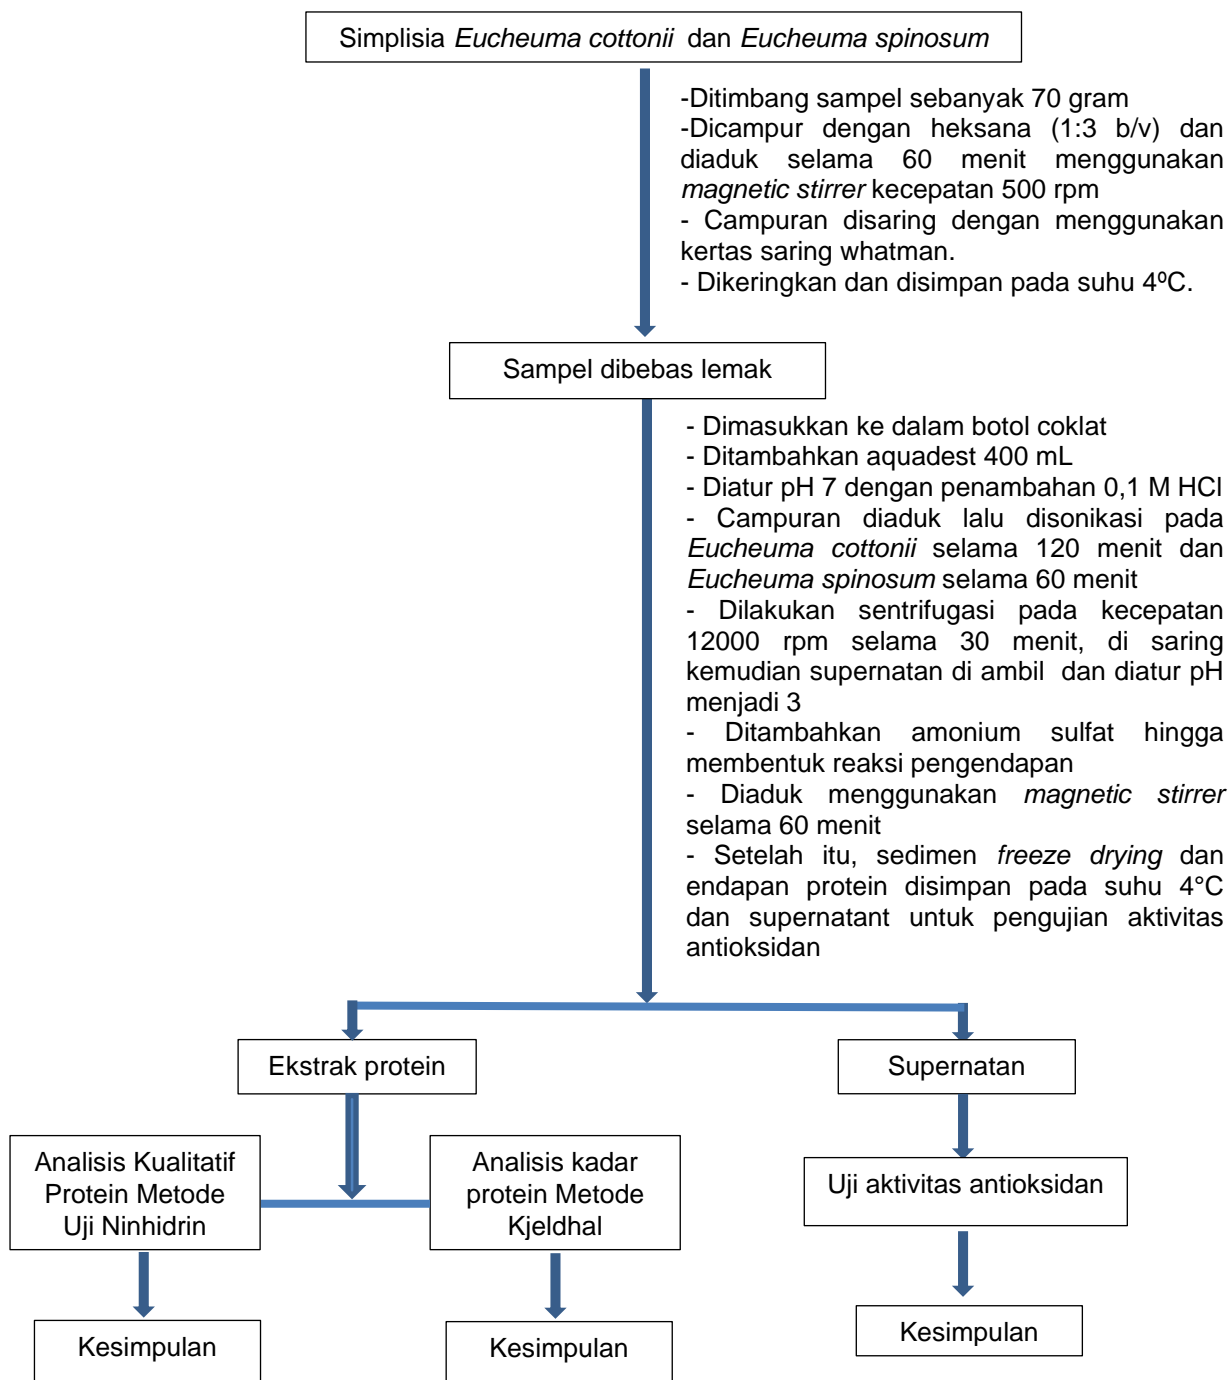 Simplisia Eucheuma cottonii dan Eucheuma spinosum
-Ditimbang sampel sebanyak 70 gram
-Dicampur dengan heksana (1:3 b/v) dan
diaduk selama 60 menit menggunakan
magnetic stirrer kecepatan 500 rpm
- Campuran disaring dengan menggunakan
kertas saring whatman.
- Dikeringkan dan disimpan pada suhu 4ºC.
Sampel dibebas lemak
- Dimasukkan ke dalam botol coklat
- Ditambahkan aquadest 400 mL
- Diatur pH 7 dengan penambahan 0,1 M HCl
- Campuran diaduk lalu disonikasi pada
Eucheuma cottonii selama 120 menit dan
Eucheuma spinosum selama 60 menit
- Dilakukan sentrifugasi pada kecepatan
12000 rpm selama 30 menit, di saring
kemudian supernatan di ambil dan diatur pH
menjadi 3
- Ditambahkan amonium sulfat hingga
membentuk reaksi pengendapan
- Diaduk menggunakan magnetic stirrer
selama 60 menit
- Setelah itu, sedimen freeze drying dan
endapan protein disimpan pada suhu 4°C
dan supernatant untuk pengujian aktivitas
antioksidan
Ekstrak protein
Supernatan
Analisis Kualitatif
Protein Metode
Uji Ninhidrin
Analisis kadar
protein Metode
Kjeldhal
Uji aktivitas antioksidan
Kesimpulan
Kesimpulan
Kesimpulan